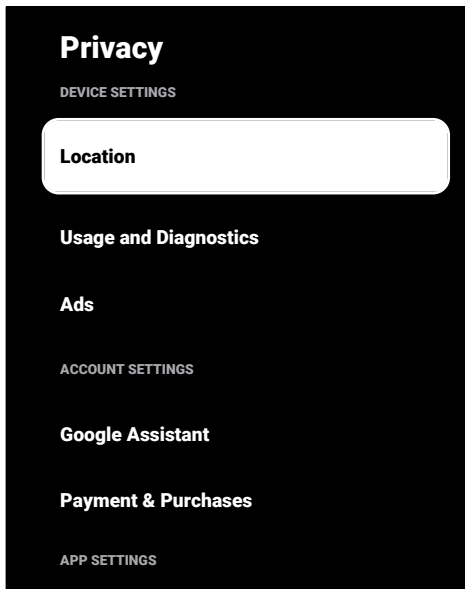 Privacy
DEVICE SETTINGS
Location
Usage and Diagnostics
Ads
ACCOUNT SETTINGS
Google Assistant
Payment & Purchases
APP SETTINGS